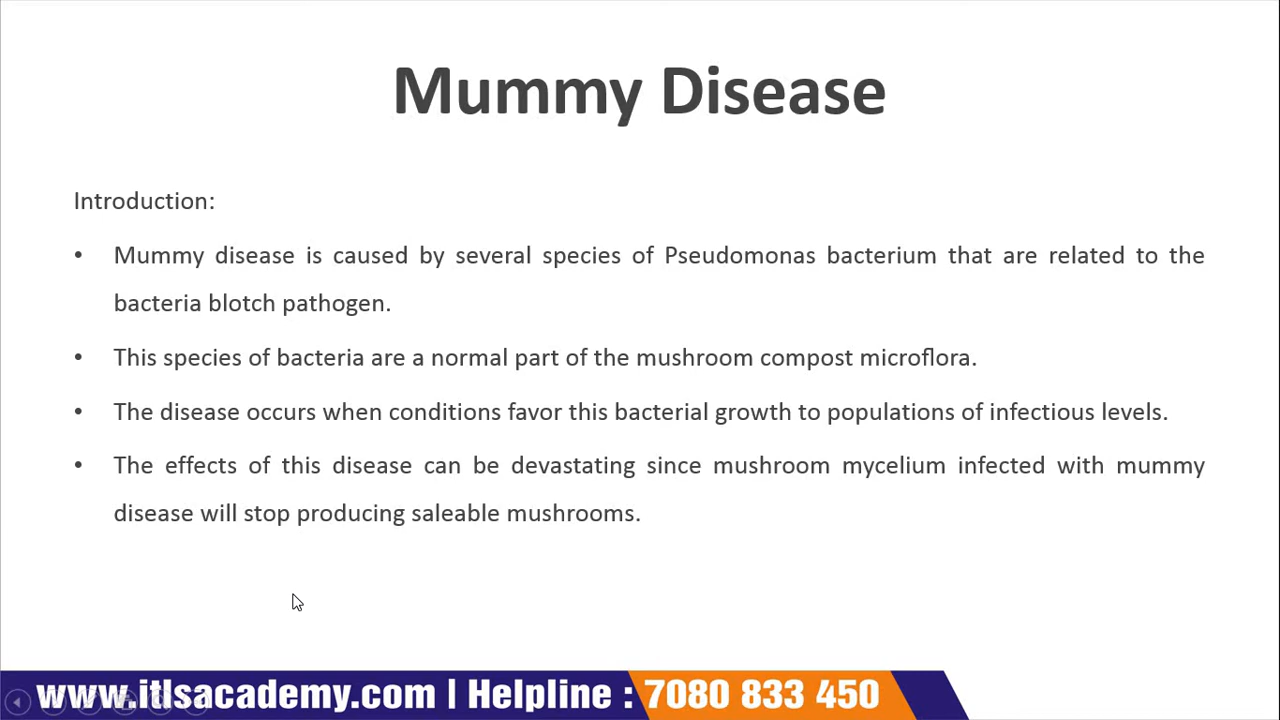 Mummy Disease
Introduction:
• Mummy disease is caused by several species of Pseudomonas bacterium that are related to the
bacteria blotch pathogen.
• This species of bacteria are a normal part of the mushroom compost microflora.
• The disease occurs when conditions favor this bacterial growth to populations of infectious levels.
• The effects of this disease can be devastating since mushroom mycelium infected with mummy
disease will stop producing saleable mushrooms.
www.itlsacademy.com | Helpline : 7080 833 450